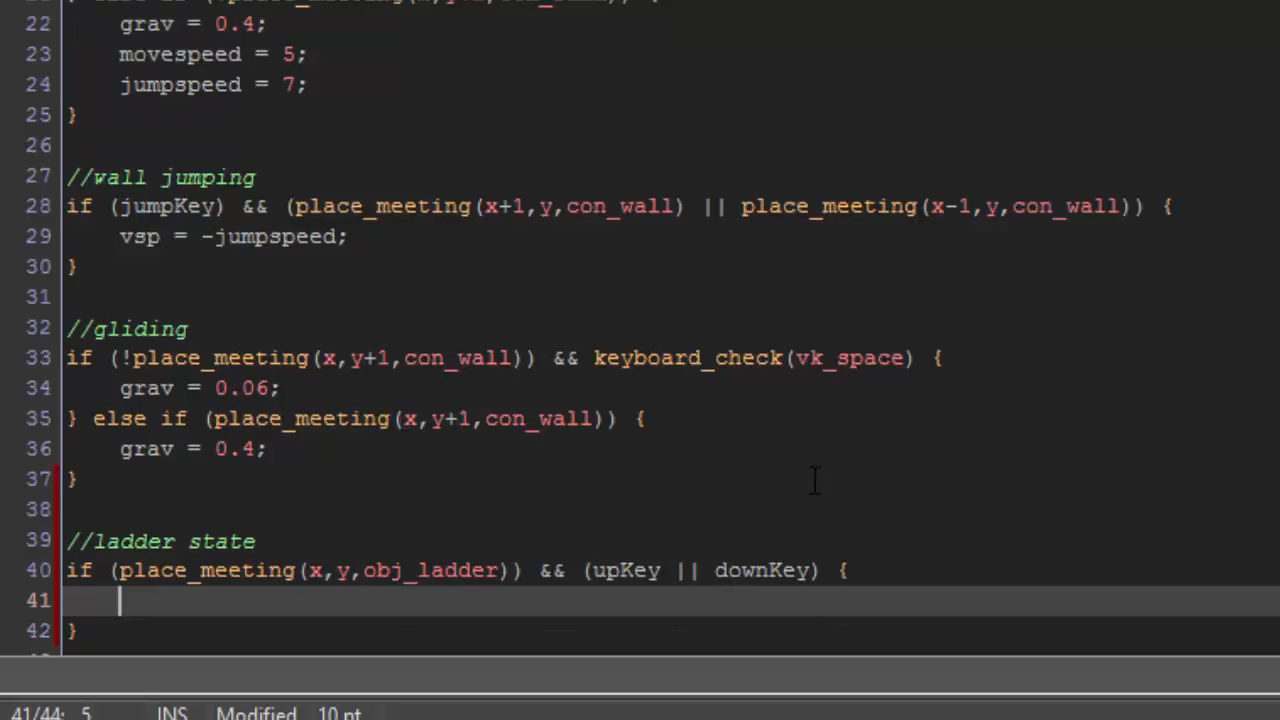 22 grav = 0.4;
23 movespeed = 5;
24 jumpspeed = 7;
25 }
26
27 //wall jumping
28 if (jumpKey) && (place_meeting(x+1,y,con_wall) || place_meeting(x-1,y,con_wall)) {
29 vsp = -jumpspeed;
30 }
31
32 //gliding
33 if (!place_meeting(x,y+1,con_wall)) && keyboard_check(vk_space) {
34 grav = 0.06;
35 } else if (place_meeting(x,y+1,con_wall)) {
36 grav = 0.4;
37 }
38
39 //ladder state
40 if (place_meeting(x,y,obj_ladder)) && (upKey || downKey) {
41
42 }
41/44: 5 INS Modified 10 pt